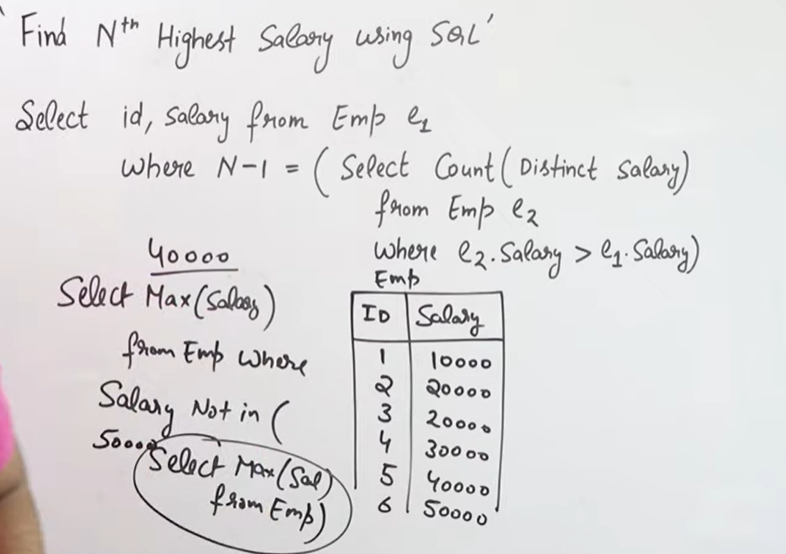 'Find Nth Highest Salary using SQL'
Select id, Salary from Emp e1
where N-1 = ( Select Count(Distinct Salary)
from Emp e2
where e2.Salary > e1.Salary)
40000
Select Max(Salary)
from Emp where
Salary Not in (
50000
Select Max(Sal)
from Emp)
Emp
ID Salary
1 10000
2 20000
3 20000
4 30000
5 40000
6 50000